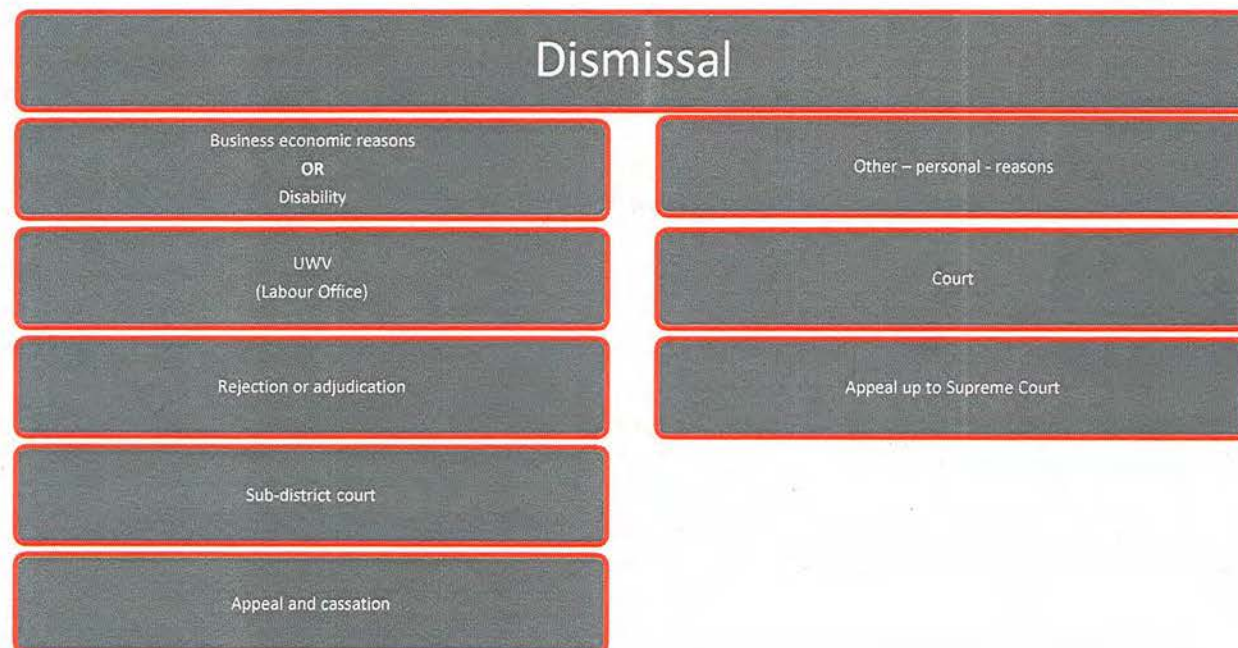 Dismissal
Business economic reasons
OR
Disability
UWV
(Labour Office)
Rejection or adjudication
Sub-district court
Appeal and cassation
Other – personal - reasons
Court
Appeal up to Supreme Court